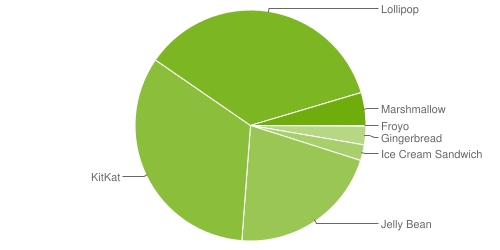 Lollipop
Marshmallow
Froyo
Gingerbread
Ice Cream Sandwich
KitKat
Jelly Bean